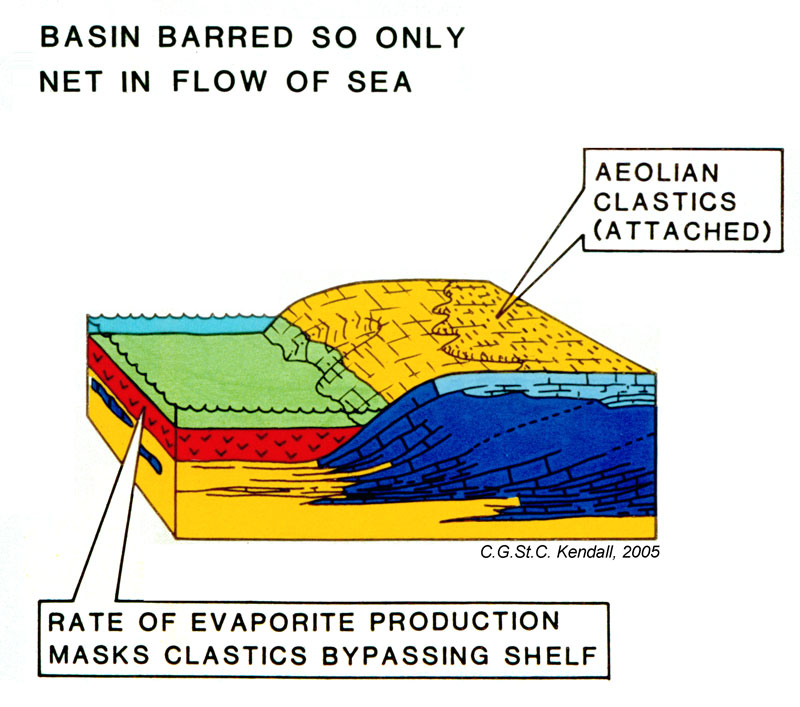 BASIN BARRED SO ONLY
NET IN FLOW OF SEA
AEOLIAN
CLASTICS
(ATTACHED)
C.G.St.C. Kendall, 2005
RATE OF EVAPORITE PRODUCTION
MASKS CLASTICS BYPASSING SHELF